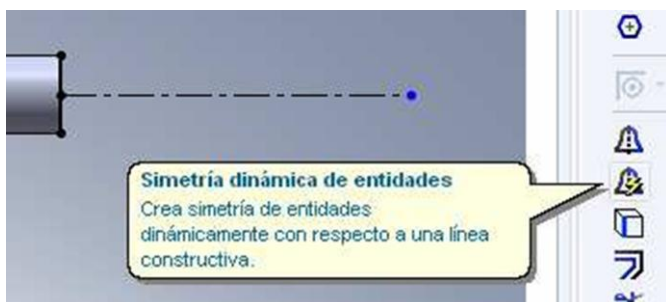 Simetría dinámica de entidades
Crea simetría de entidades
dinámicamente con respecto a una línea
constructiva.